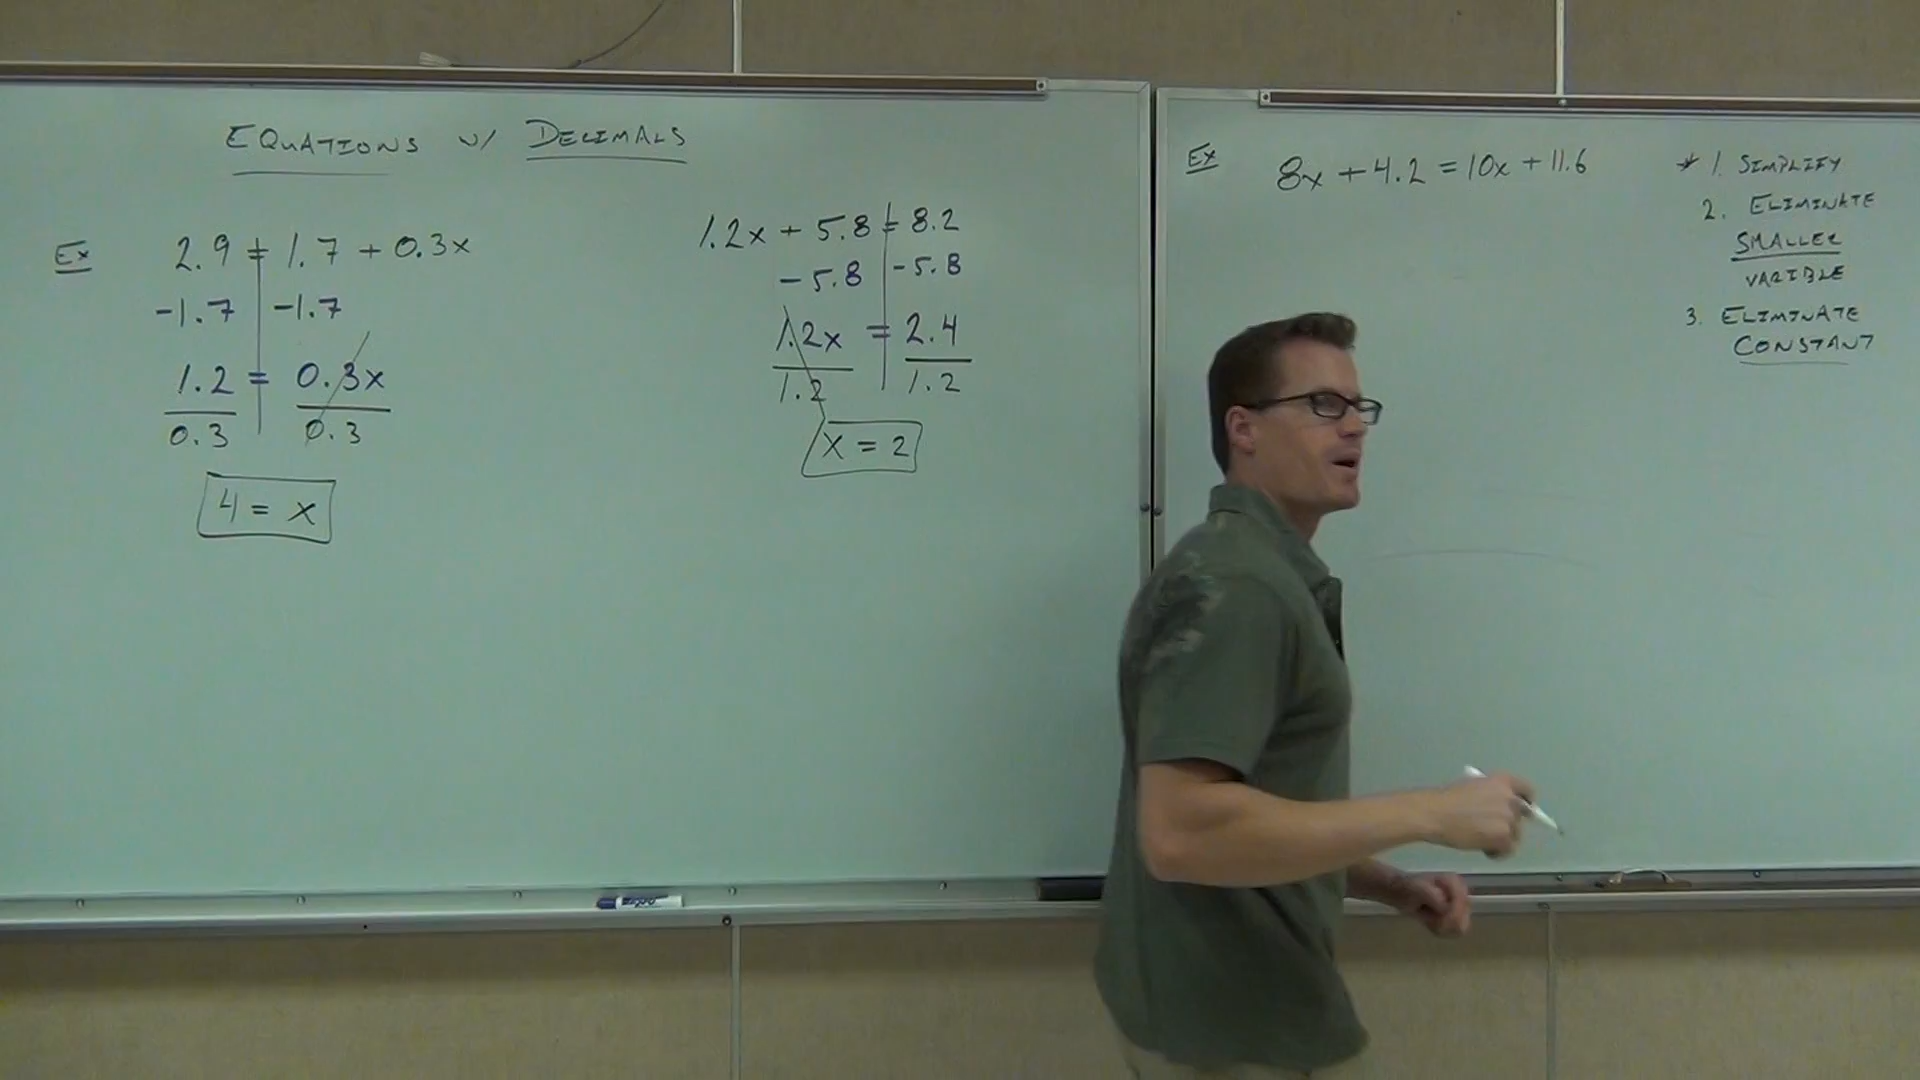 EQUATIONS w/ DECIMALS
Ex 2.9 = 1.7 + 0.3x
-1.7 -1.7
1.2 = 0.3x
0.3 0.3
4 = x
1.2x + 5.8 = 8.2
-5.8 -5.8
1.2x = 2.4
1.2 1.2
x = 2
Ex 8x + 4.2 = 10x + 11.6
* 1. SIMPLIFY
2. ELIMINATE
SMALLER
VARIBLE
3. ELIMINATE
CONSTANT